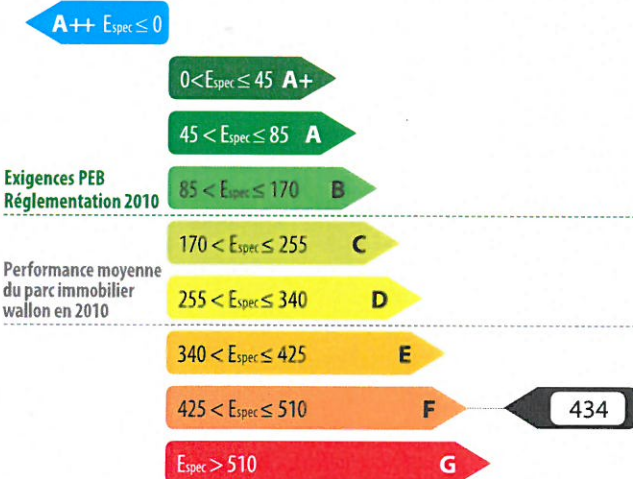 A++ Espec ≤ 0
0<Espec ≤ 45 A+
45 < Espec ≤ 85 A
Exigences PEB
Réglementation 2010
85 < Espec ≤ 170 B
170 < Espec ≤ 255 C
Performance moyenne
du parc immobilier
wallon en 2010
255 < Espec ≤ 340 D
340 < Espec ≤ 425 E
425 < Espec ≤ 510 F
434
Espec > 510 G